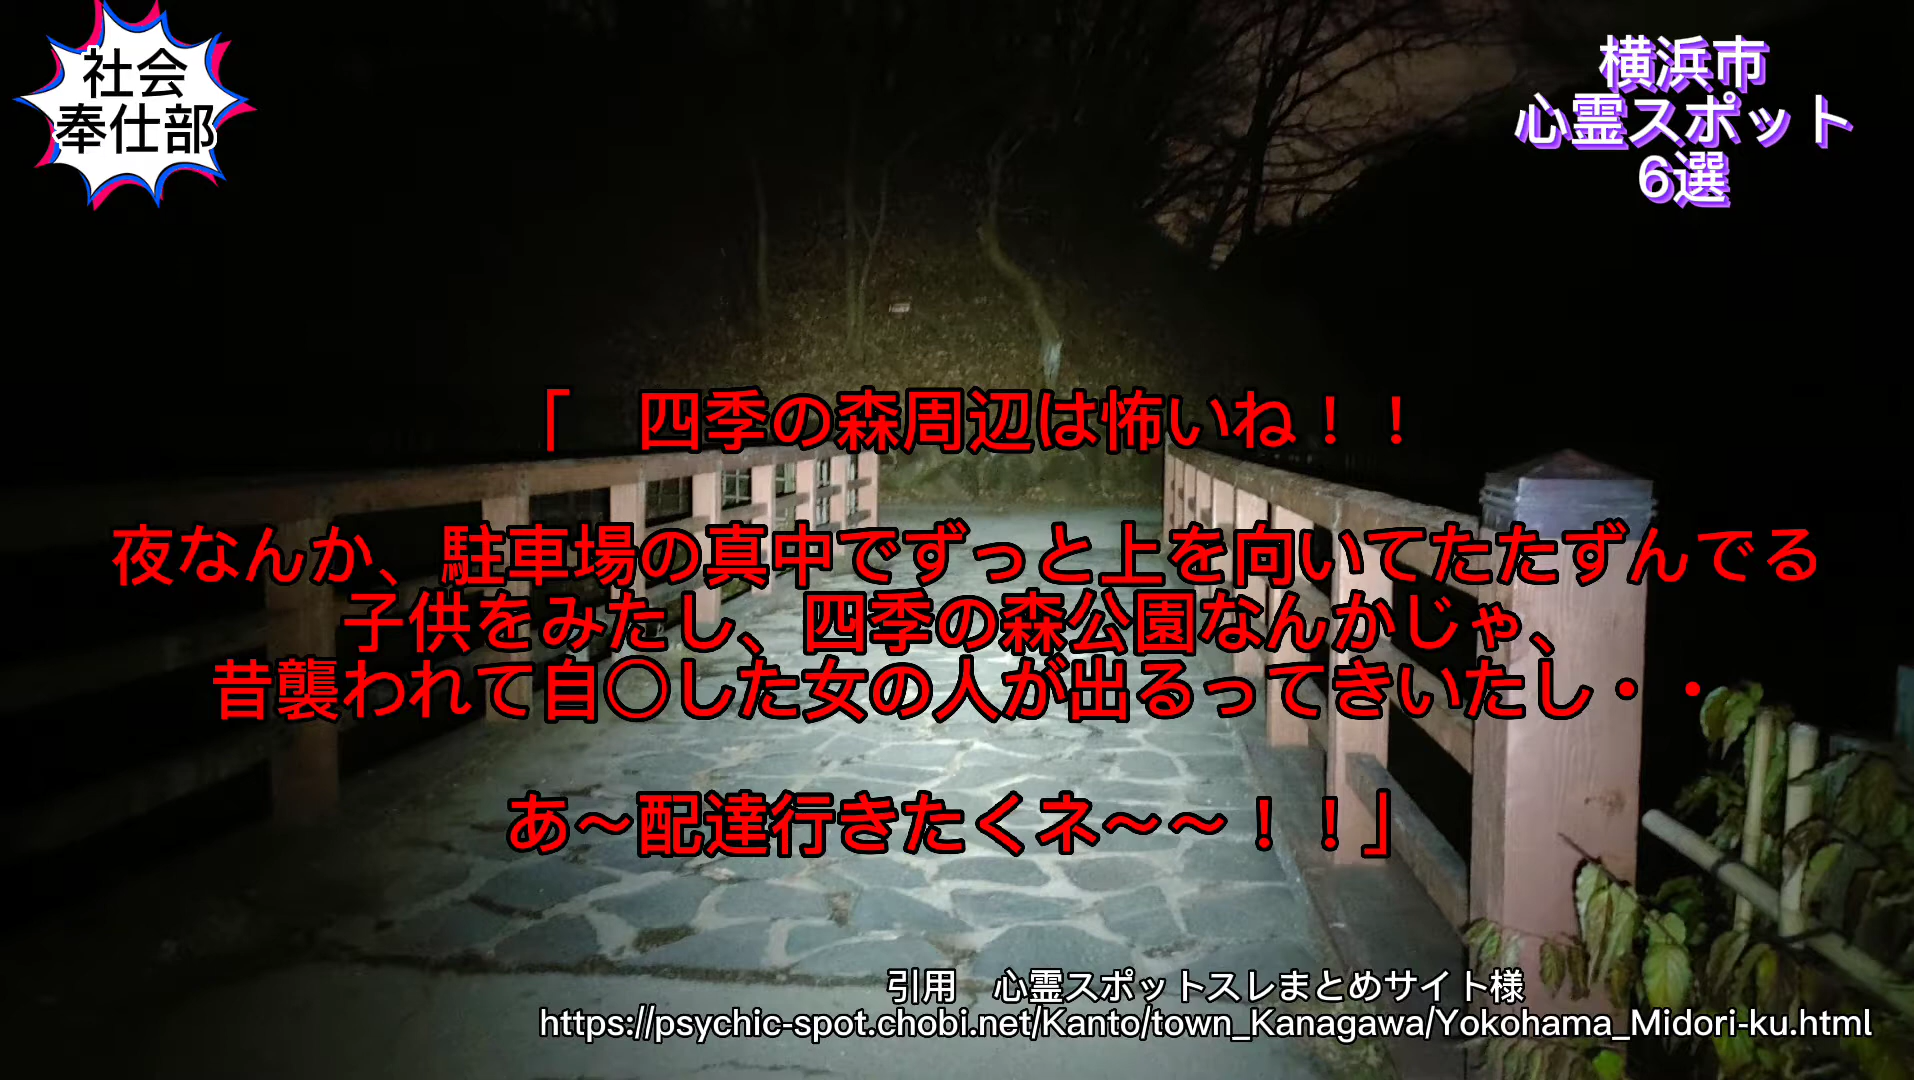 社会
奉仕部
横浜市
心霊スポット
6選
「　四季の森周辺は怖いね！！
夜なんか、駐車場の真中でずっと上を向いてたたずんでる
子供をみたし、四季の森公園なんかじゃ、
昔襲われて自〇した女の人が出るってきいたし・・
あ～配達行きたくネ～～！！」
引用　心霊スポットスレまとめサイト様
https://psychic-spot.chobi.net/Kanto/town_Kanagawa/Yokohama_Midori-ku.html